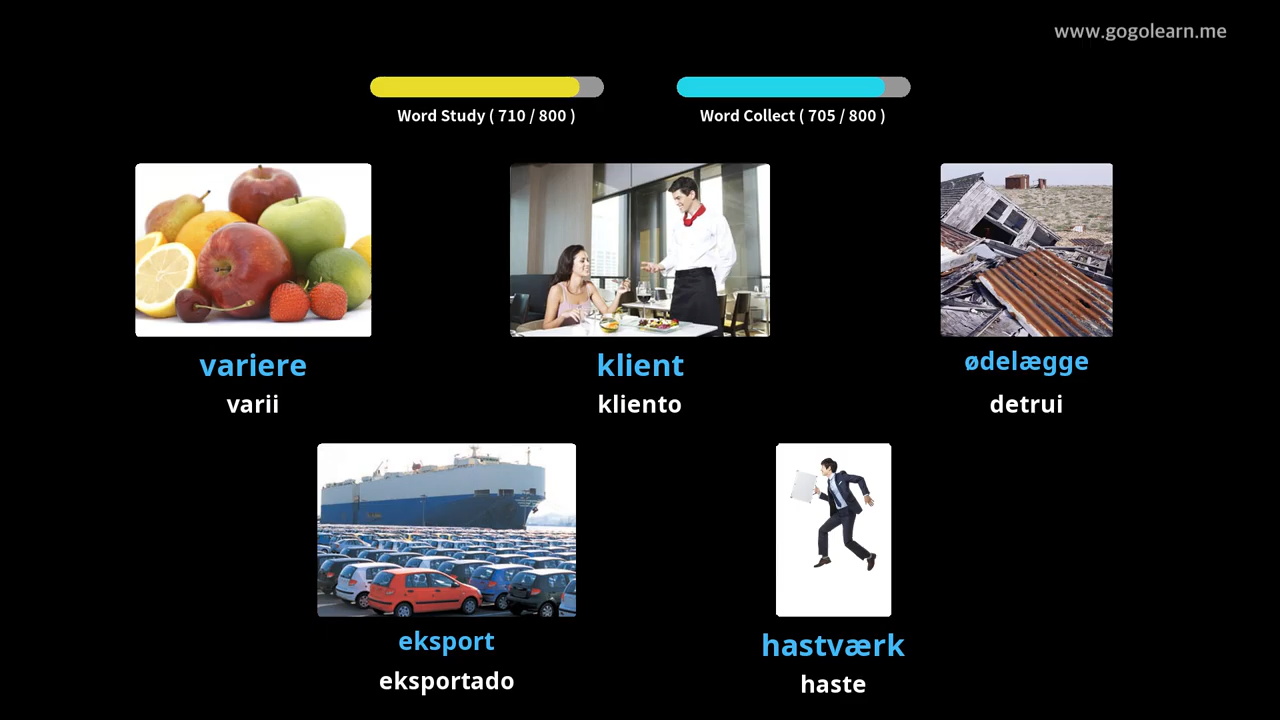 www.gogolearn.me
Word Study ( 710 / 800 )
Word Collect ( 705 / 800 )
variere
varii
klient
kliento
ødelægge
detrui
eksport
eksportado
hastværk
haste